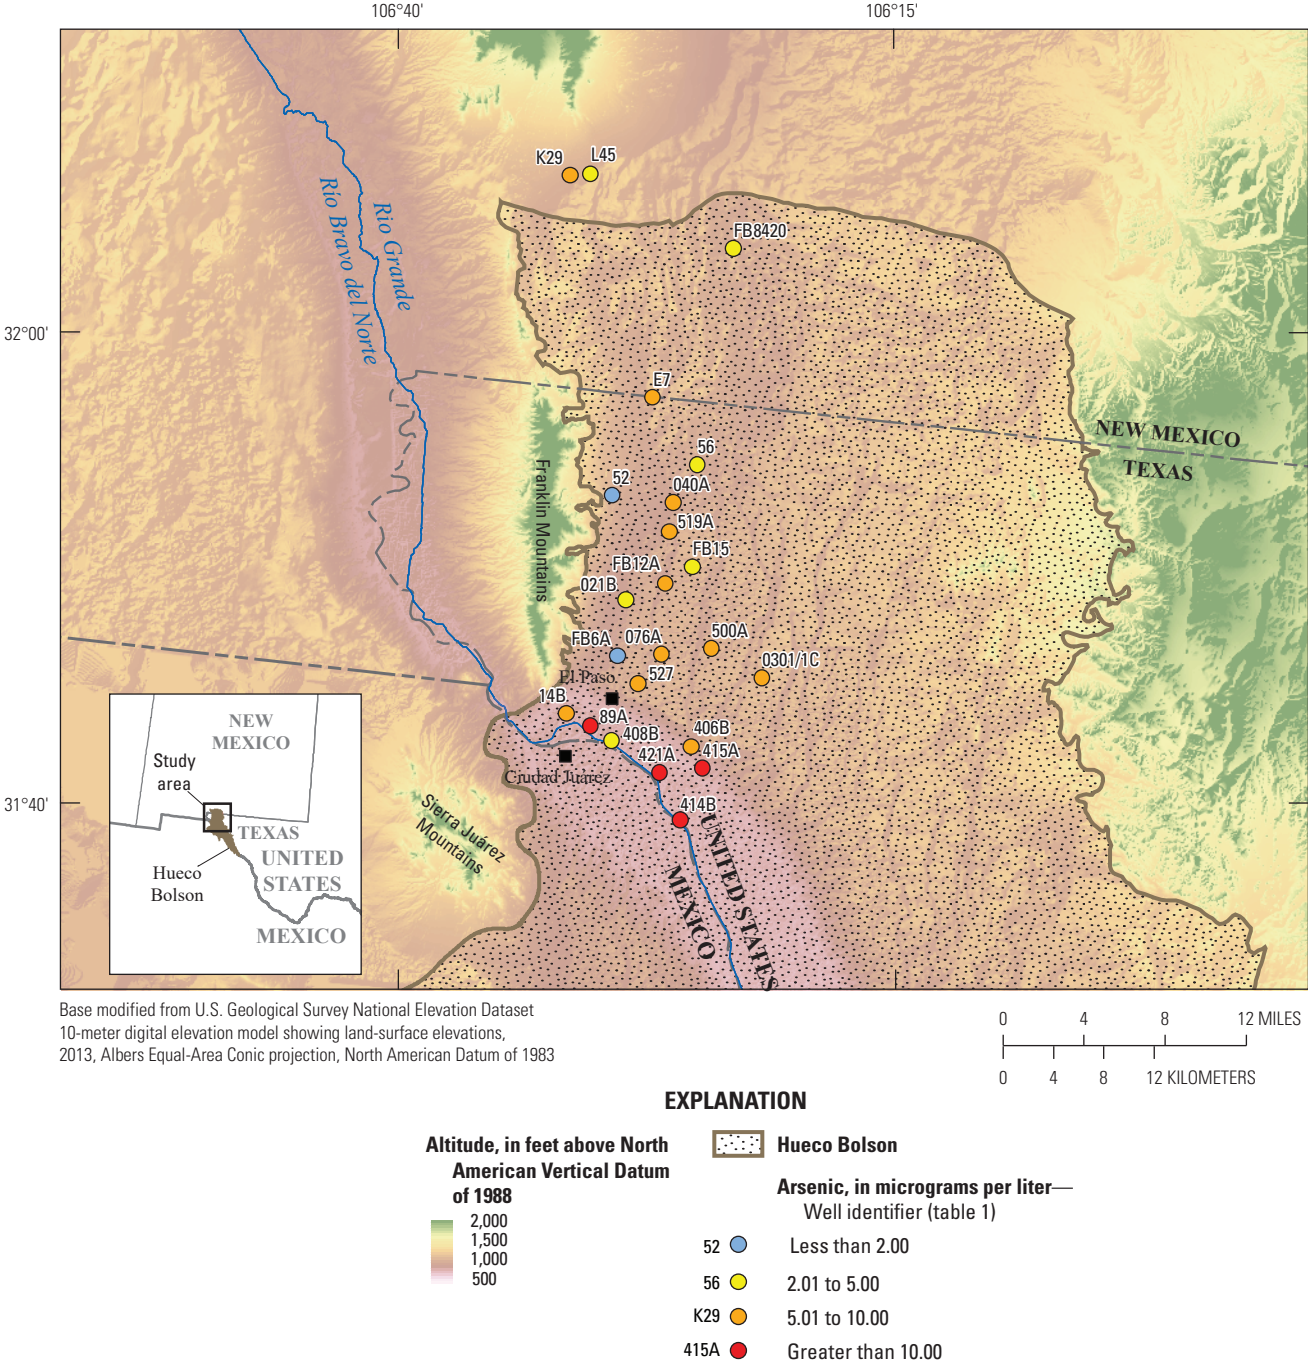 106°40'
106°15'
K29
L45
FB8420
Rio Grande
Río Bravo del Norte
32°00'
E7
NEW MEXICO
TEXAS
56
52
040A
Franklin Mountains
519A
FB15
FB12A
021B
FB6A
076A
500A
0301/1C
El Paso
527
14B
89A
408B
406B
421A
415A
Ciudad Juárez
31°40'
414B
Sierra Juárez
Mountains
UNITED STATES
MEXICO
NEW
MEXICO
Study
area
TEXAS
UNITED
STATES
Hueco
Bolson
MEXICO
Base modified from U.S. Geological Survey National Elevation Dataset
10-meter digital elevation model showing land-surface elevations,
2013, Albers Equal-Area Conic projection, North American Datum of 1983
0 4 8 12 MILES
0 4 8 12 KILOMETERS
EXPLANATION
Altitude, in feet above North
American Vertical Datum
of 1988
2,000
1,500
1,000
500
Hueco Bolson
Arsenic, in micrograms per liter—
Well identifier (table 1)
52 Less than 2.00
56 2.01 to 5.00
K29 5.01 to 10.00
415A Greater than 10.00